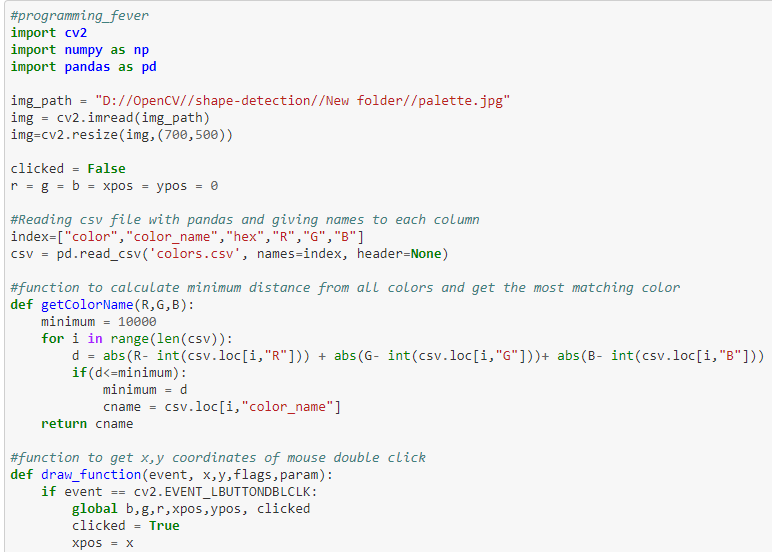 #programming_fever
import cv2
import numpy as np
import pandas as pd

img_path = "D://OpenCV//shape-detection//New folder//palette.jpg"
img = cv2.imread(img_path)
img=cv2.resize(img,(700,500))

clicked = False
r = g = b = xpos = ypos = 0

#Reading csv file with pandas and giving names to each column
index=["color","color_name","hex","R","G","B"]
csv = pd.read_csv('colors.csv', names=index, header=None)

#function to calculate minimum distance from all colors and get the most matching color
def getColorName(R,G,B):
    minimum = 10000
    for i in range(len(csv)):
        d = abs(R- int(csv.loc[i,"R"])) + abs(G- int(csv.loc[i,"G"]))+ abs(B- int(csv.loc[i,"B"]))
        if(d<=minimum):
            minimum = d
            cname = csv.loc[i,"color_name"]
    return cname

#function to get x,y coordinates of mouse double click
def draw_function(event, x,y,flags,param):
    if event == cv2.EVENT_LBUTTONDBLCLK:
        global b,g,r,xpos,ypos, clicked
        clicked = True
        xpos = x